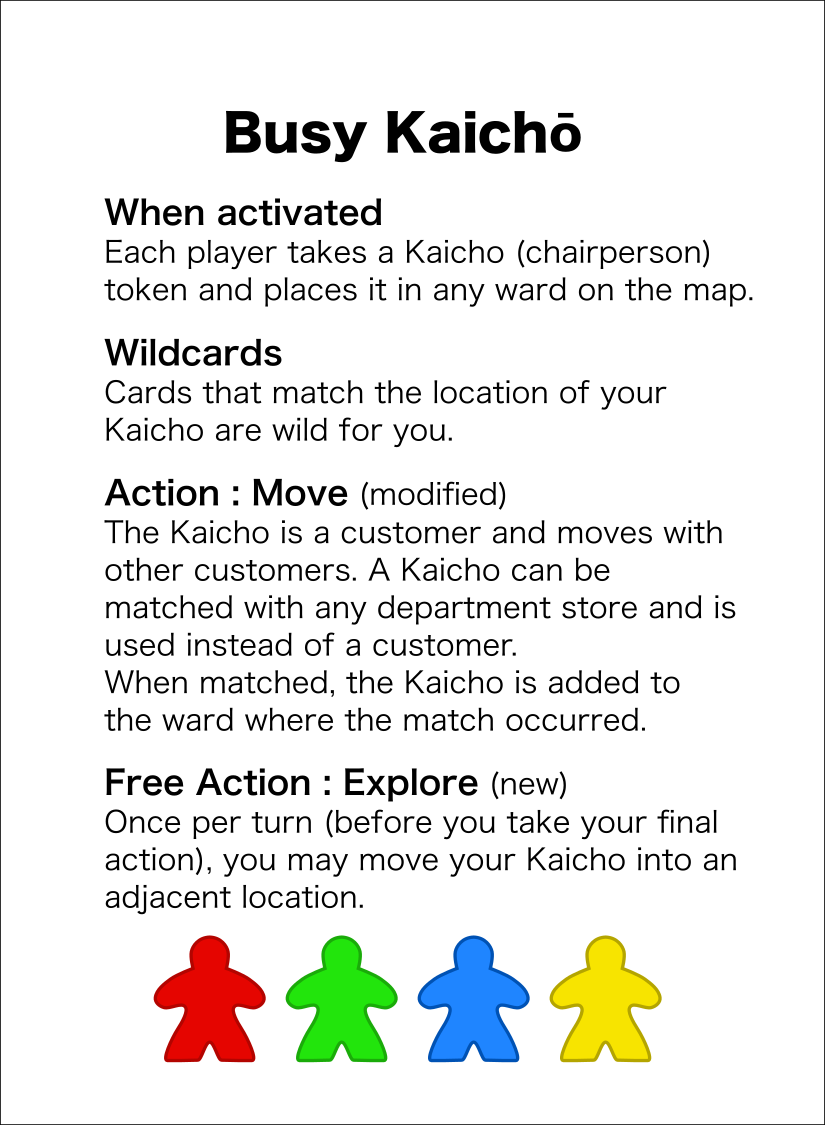 Busy Kaichō
When activated
Each player takes a Kaicho (chairperson)
token and places it in any ward on the map.
Wildcards
Cards that match the location of your
Kaicho are wild for you.
Action : Move (modified)
The Kaicho is a customer and moves with
other customers. A Kaicho can be
matched with any department store and is
used instead of a customer.
When matched, the Kaicho is added to
the ward where the match occurred.
Free Action : Explore (new)
Once per turn (before you take your final
action), you may move your Kaicho into an
adjacent location.